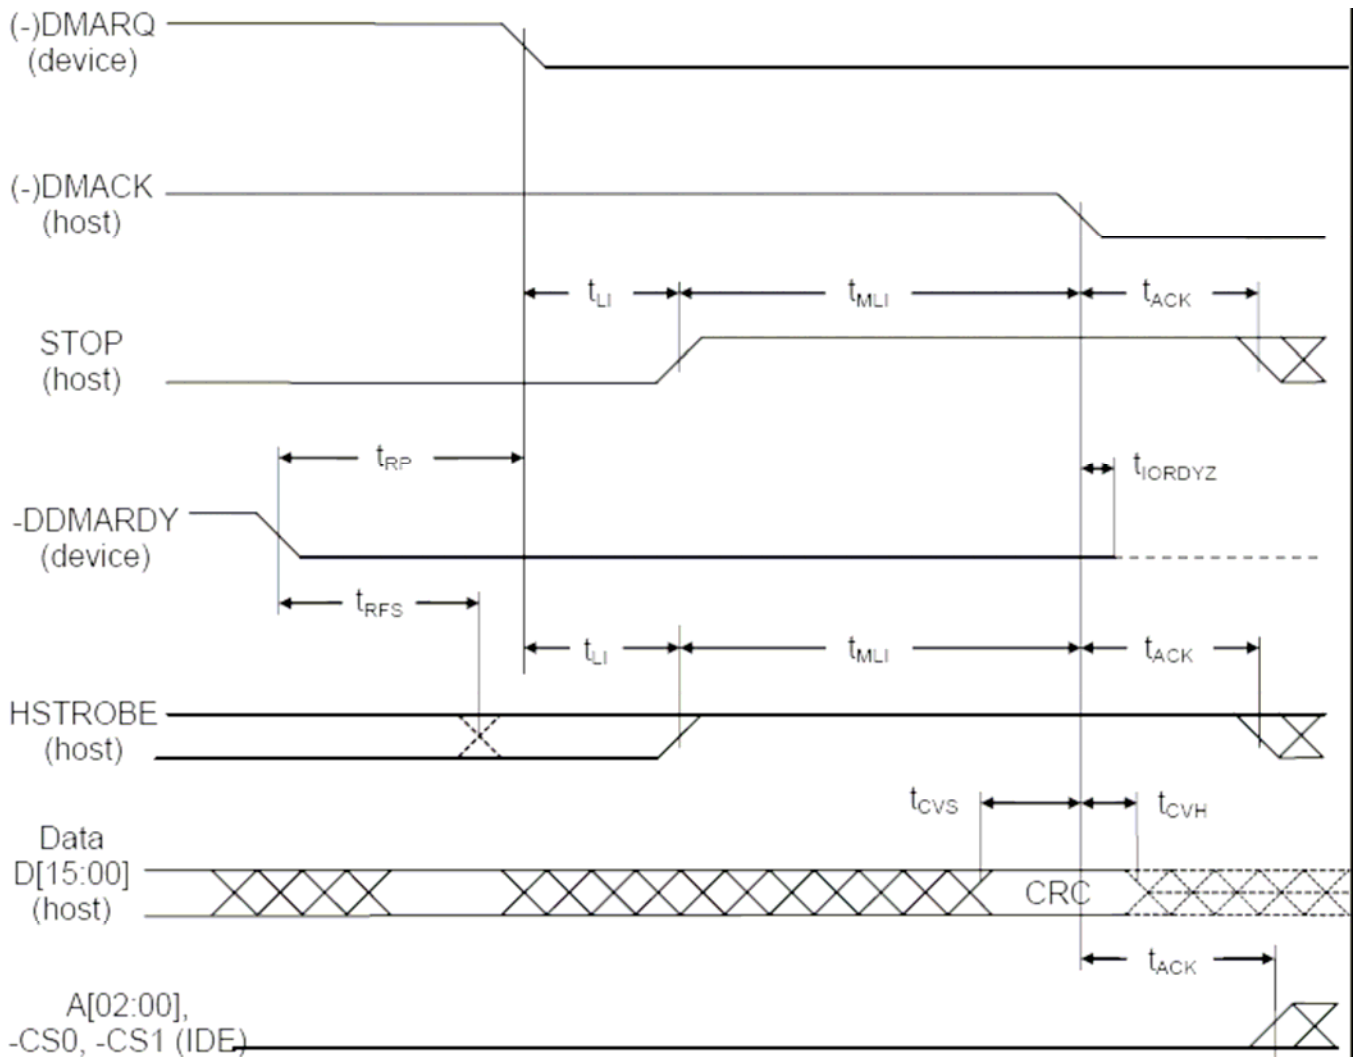 (-)DMARQ
(device)
(-)DMACK
(host)
tLI tMLI tACK
STOP
(host)
tRP
tIORDYZ
-DDMARDY
(device)
tRFS
tLI tMLI tACK
HSTROBE
(host)
tCVS tCVH
Data
D[15:00]
(host)
CRC
tACK
A[02:00],
-CS0, -CS1 (IDE)